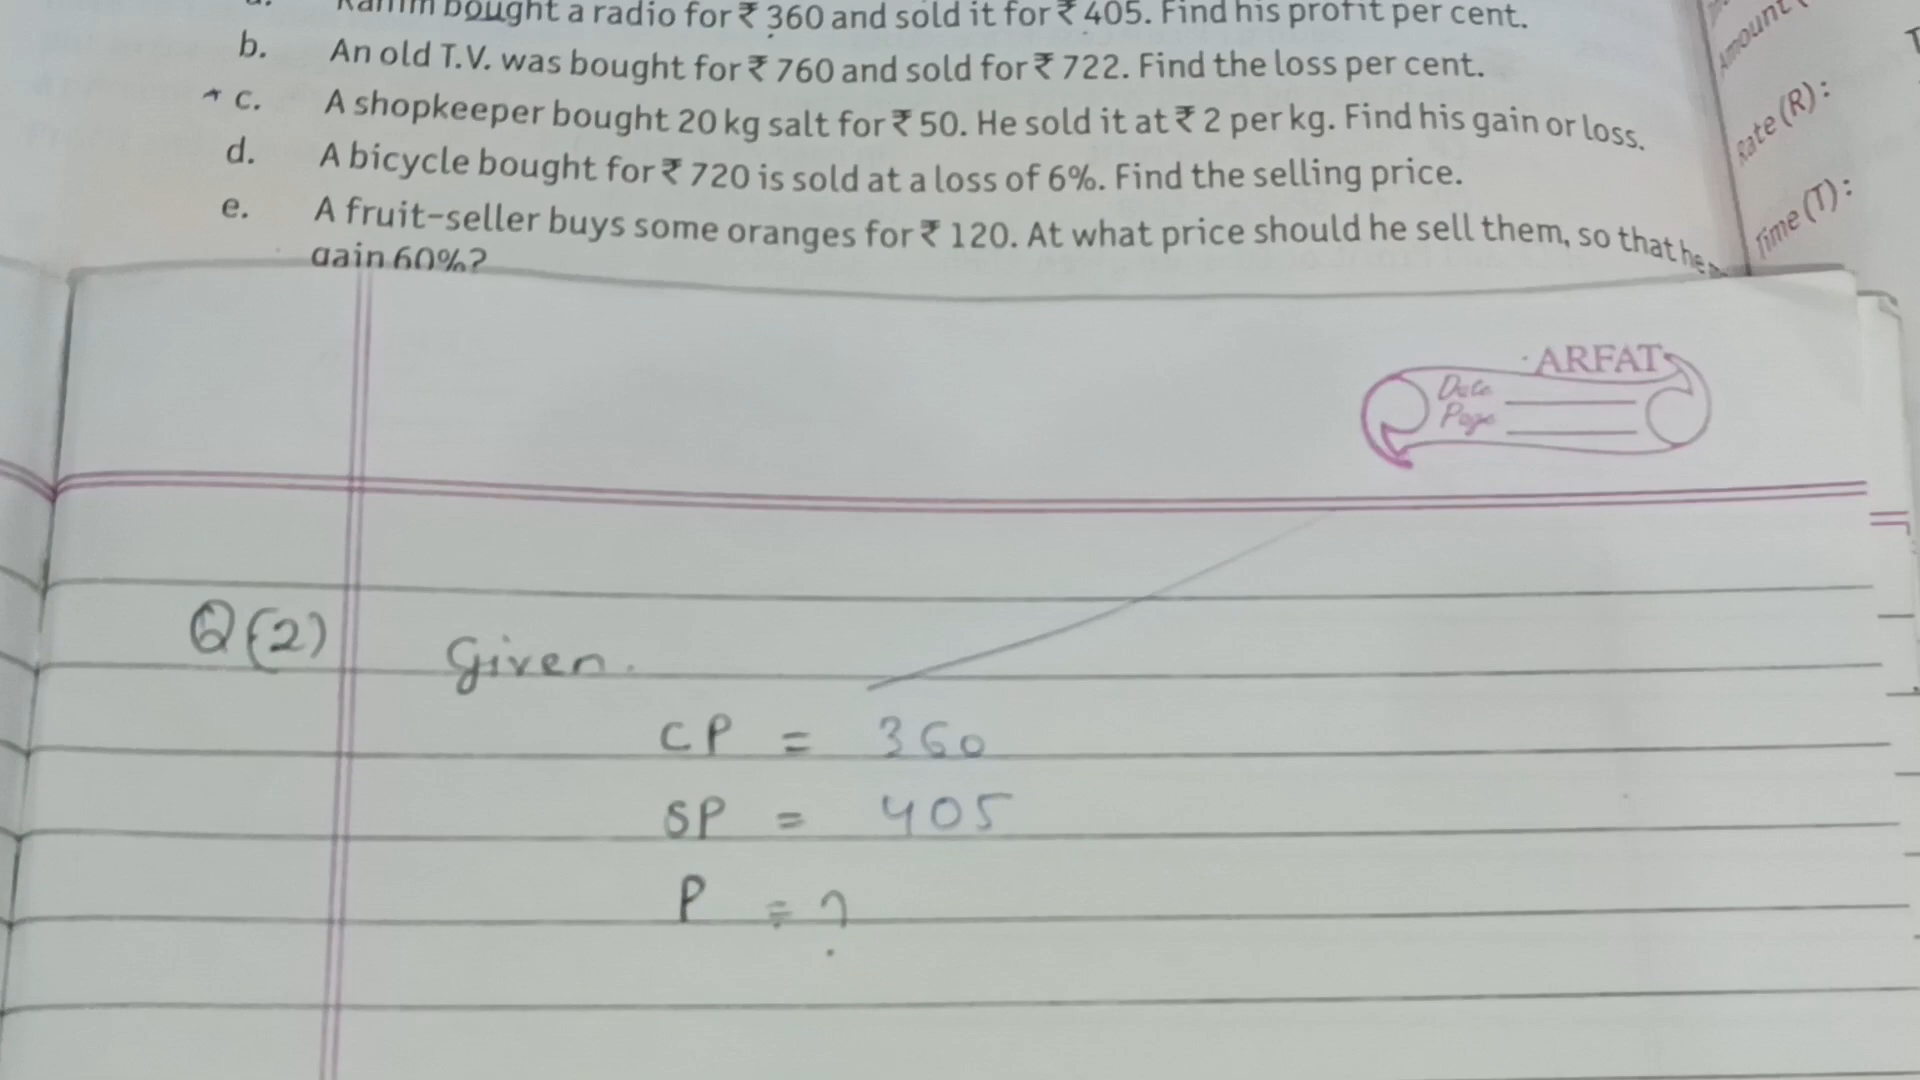 bought a radio for ₹ 360 and sold it for ₹ 405. Find his profit per cent.
b. An old T.V. was bought for ₹ 760 and sold for ₹ 722. Find the loss per cent.
c. A shopkeeper bought 20 kg salt for ₹ 50. He sold it at ₹ 2 per kg. Find his gain or loss.
d. A bicycle bought for ₹ 720 is sold at a loss of 6%. Find the selling price.
e. A fruit-seller buys some oranges for ₹ 120. At what price should he sell them, so that he
gain 60%?
Amount
Rate (R):
Time (T):
ARFAT
Date
Page
Q(2) Given.
CP = 360
SP = 405
P = ?